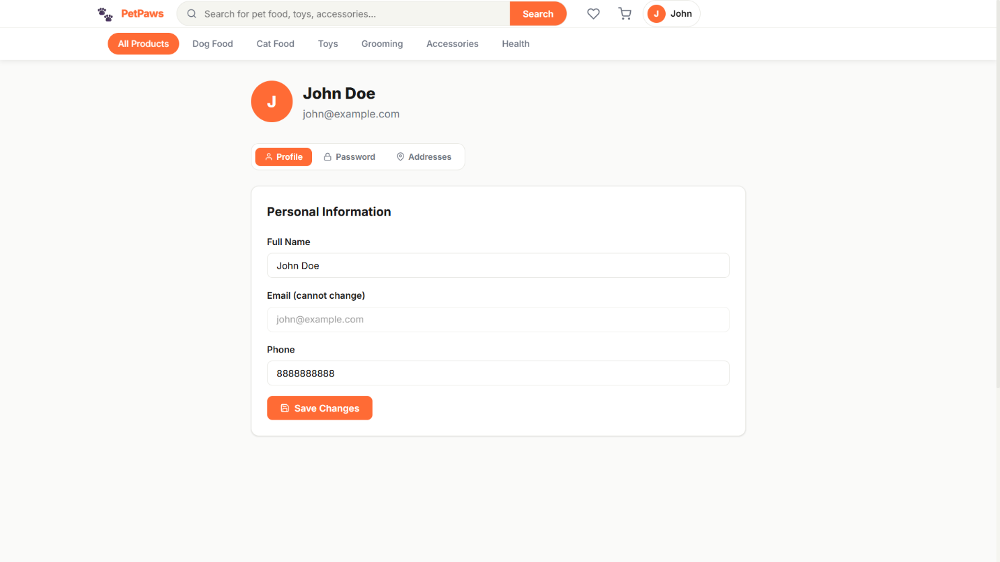 PetPaws
Search for pet food, toys, accessories...
Search
J
John
All Products
Dog Food
Cat Food
Toys
Grooming
Accessories
Health
J
John Doe
john@example.com
Profile
Password
Addresses
Personal Information
Full Name
John Doe
Email (cannot change)
john@example.com
Phone
8888888888
Save Changes